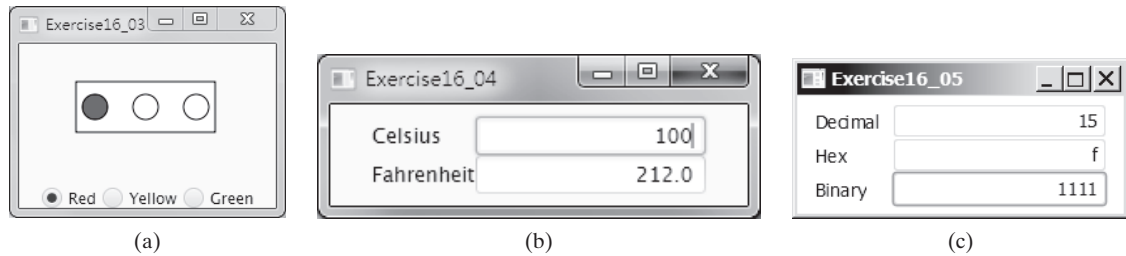 Exercise16_03
Red Yellow Green
(a)
Exercise16_04
Celsius 100
Fahrenheit 212.0
(b)
Exercise16_05
Decimal 15
Hex f
Binary 1111
(c)